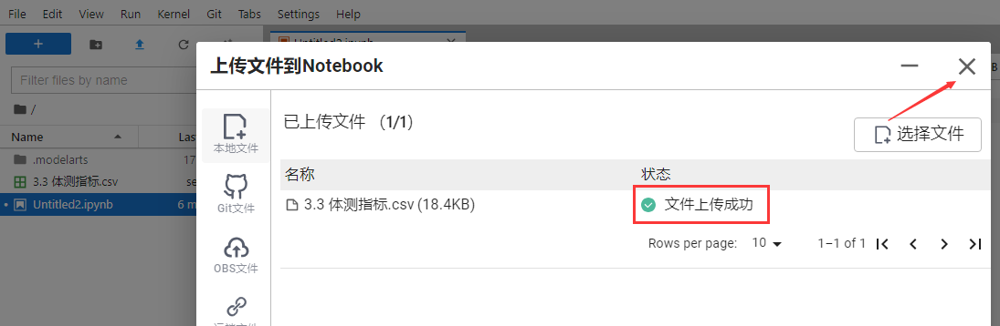 File Edit View Run Kernel Git Tabs Settings Help
+
Untitled2.ipynb
Filter files by name
/
Name Las
.modelarts 17
3.3 体测指标.csv se
Untitled2.ipynb 6 m
上传文件到Notebook
B
本地文件
Git文件
OBS文件
已上传文件 (1/1)
选择文件
名称 状态
3.3 体测指标.csv (18.4KB) 文件上传成功
Rows per page: 10 1–1 of 1